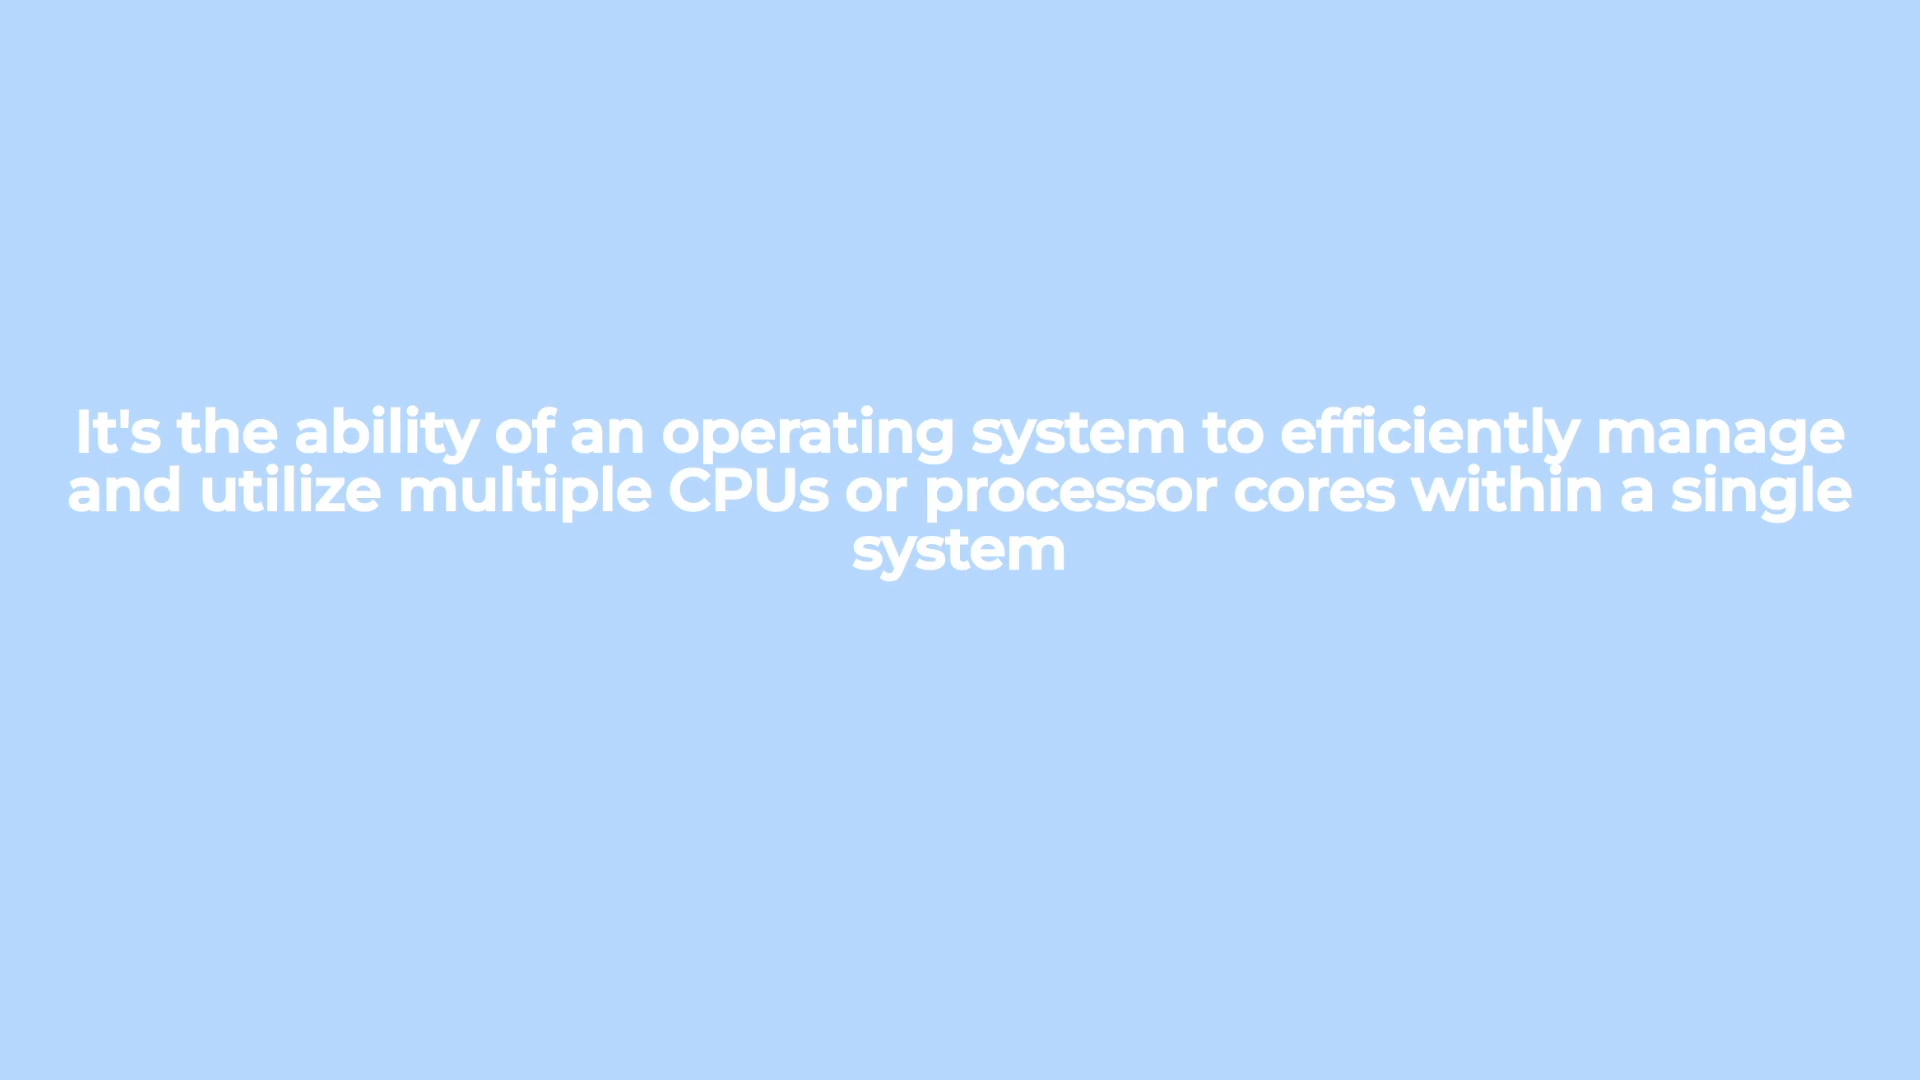 It's the ability of an operating system to efficiently manage
and utilize multiple CPUs or processor cores within a single
system